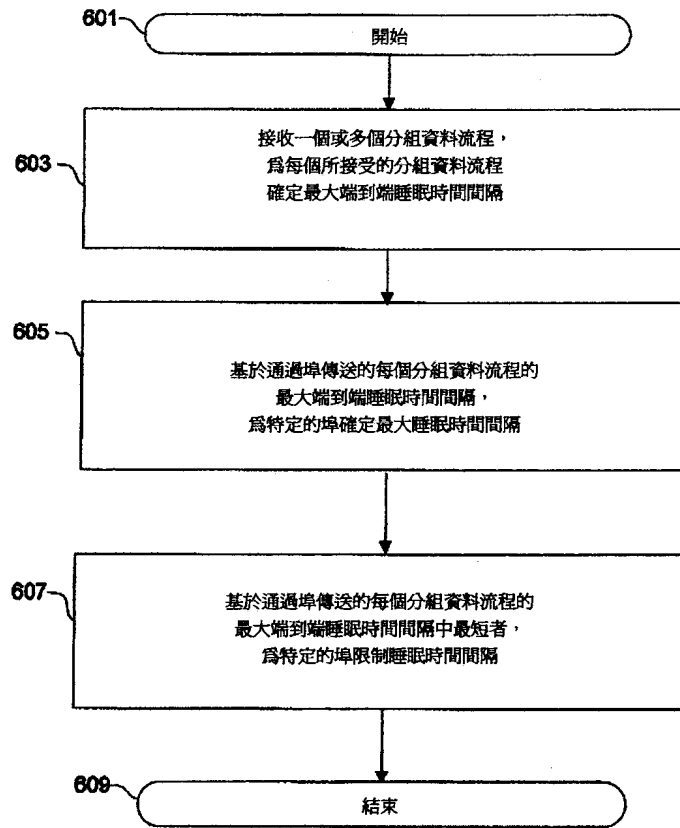 601
開始
603
接收一個或多個分組資料流程，
爲每個所接受的分組資料流程
確定最大端到端睡眠時間間隔
605
基於通過埠傳送的每個分組資料流程的
最大端到端睡眠時間間隔，
爲特定的埠確定最大睡眠時間間隔
607
基於通過埠傳送的每個分組資料流程的
最大端到端睡眠時間間隔中最短者，
爲特定的埠限制睡眠時間間隔
609
結束